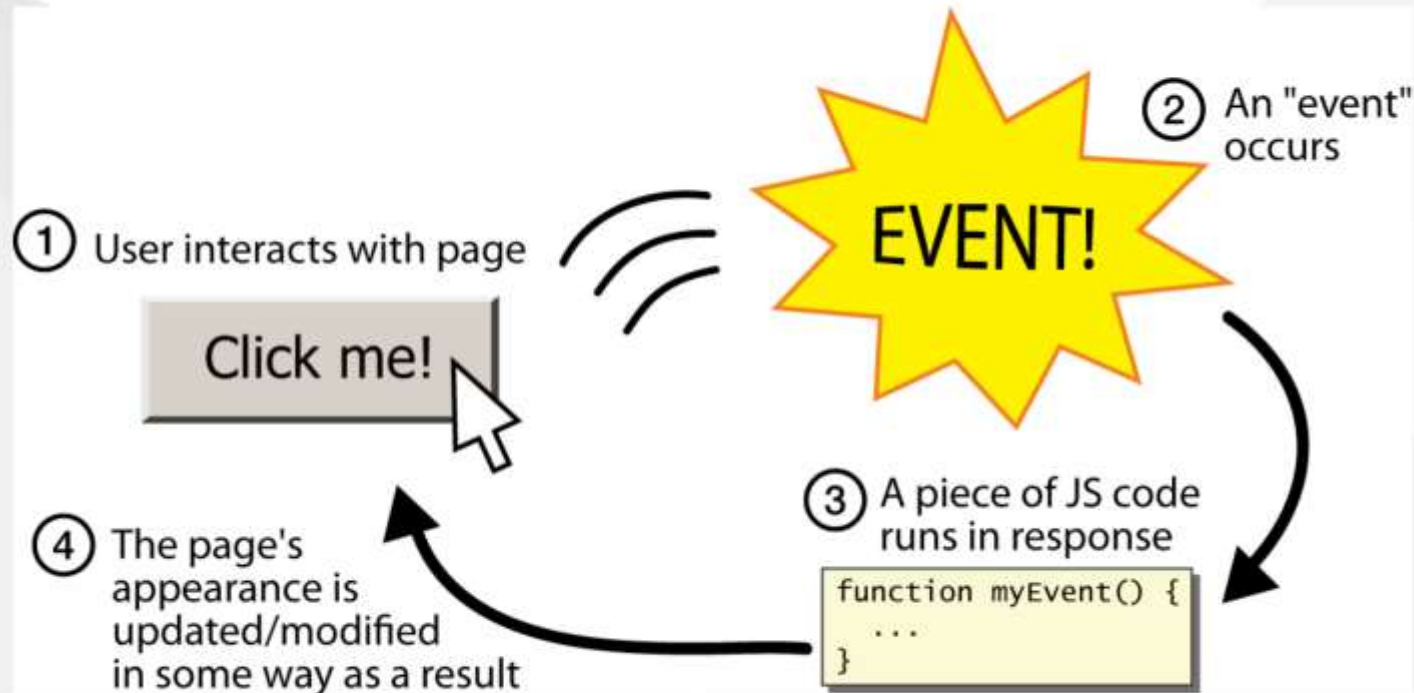 1 User interacts with page
Click me!
EVENT!
2 An "event"
occurs
3 A piece of JS code
runs in response
function myEvent() {
...
}
4 The page's
appearance is
updated/modified
in some way as a result